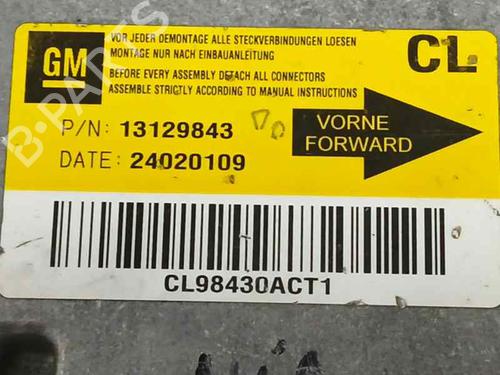 GM
VOR JEDER DEMONTAGE ALLE STECKVERBINDUNGEN LOESEN
MONTAGE NUR NACH EINBAUANLEITUNG
BEFORE EVERY ASSEMBLY DETACH ALL CONNECTORS
ASSEMBLE STRICTLY ACCORDING TO MANUAL INSTRUCTIONS
CL
P/N: 13129843
DATE: 24020109
VORNE
FORWARD
CL98430ACT1
B-PARTS